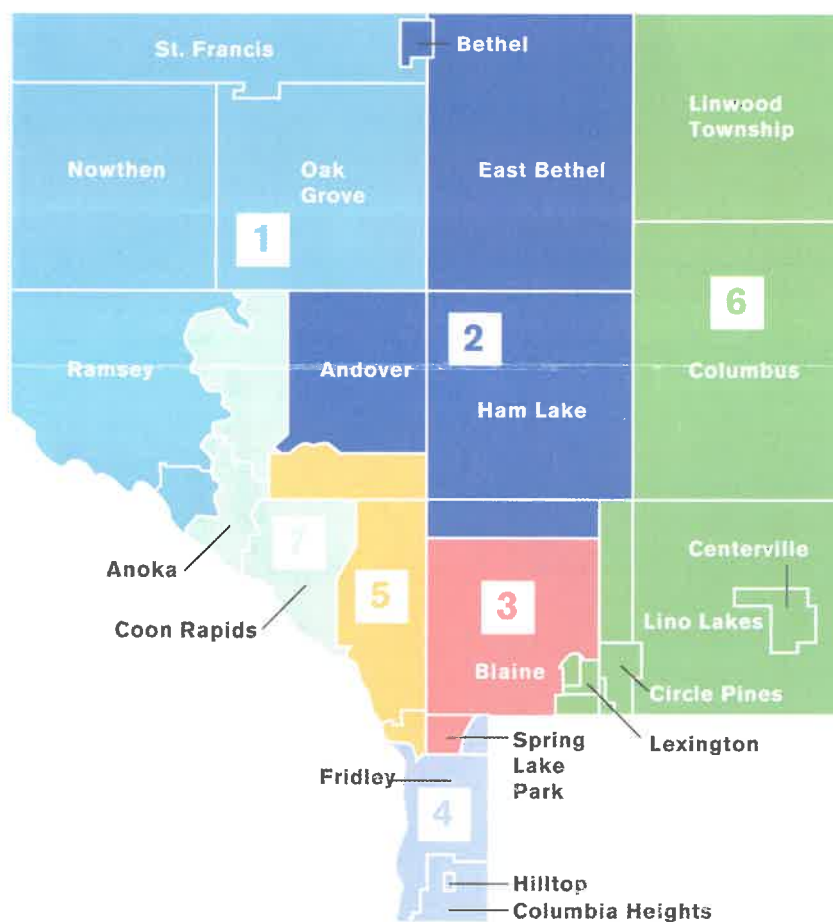 St. Francis
Bethel
Linwood
Township
Nowthen
Oak
Grove
East Bethel
1
6
2
Ramsey
Andover
Columbus
Ham Lake
7
Centerville
Anoka
5
3
Lino Lakes
Coon Rapids
Blaine
Circle Pines
Spring
Lake
Park
Lexington
Fridley
4
Hilltop
Columbia Heights